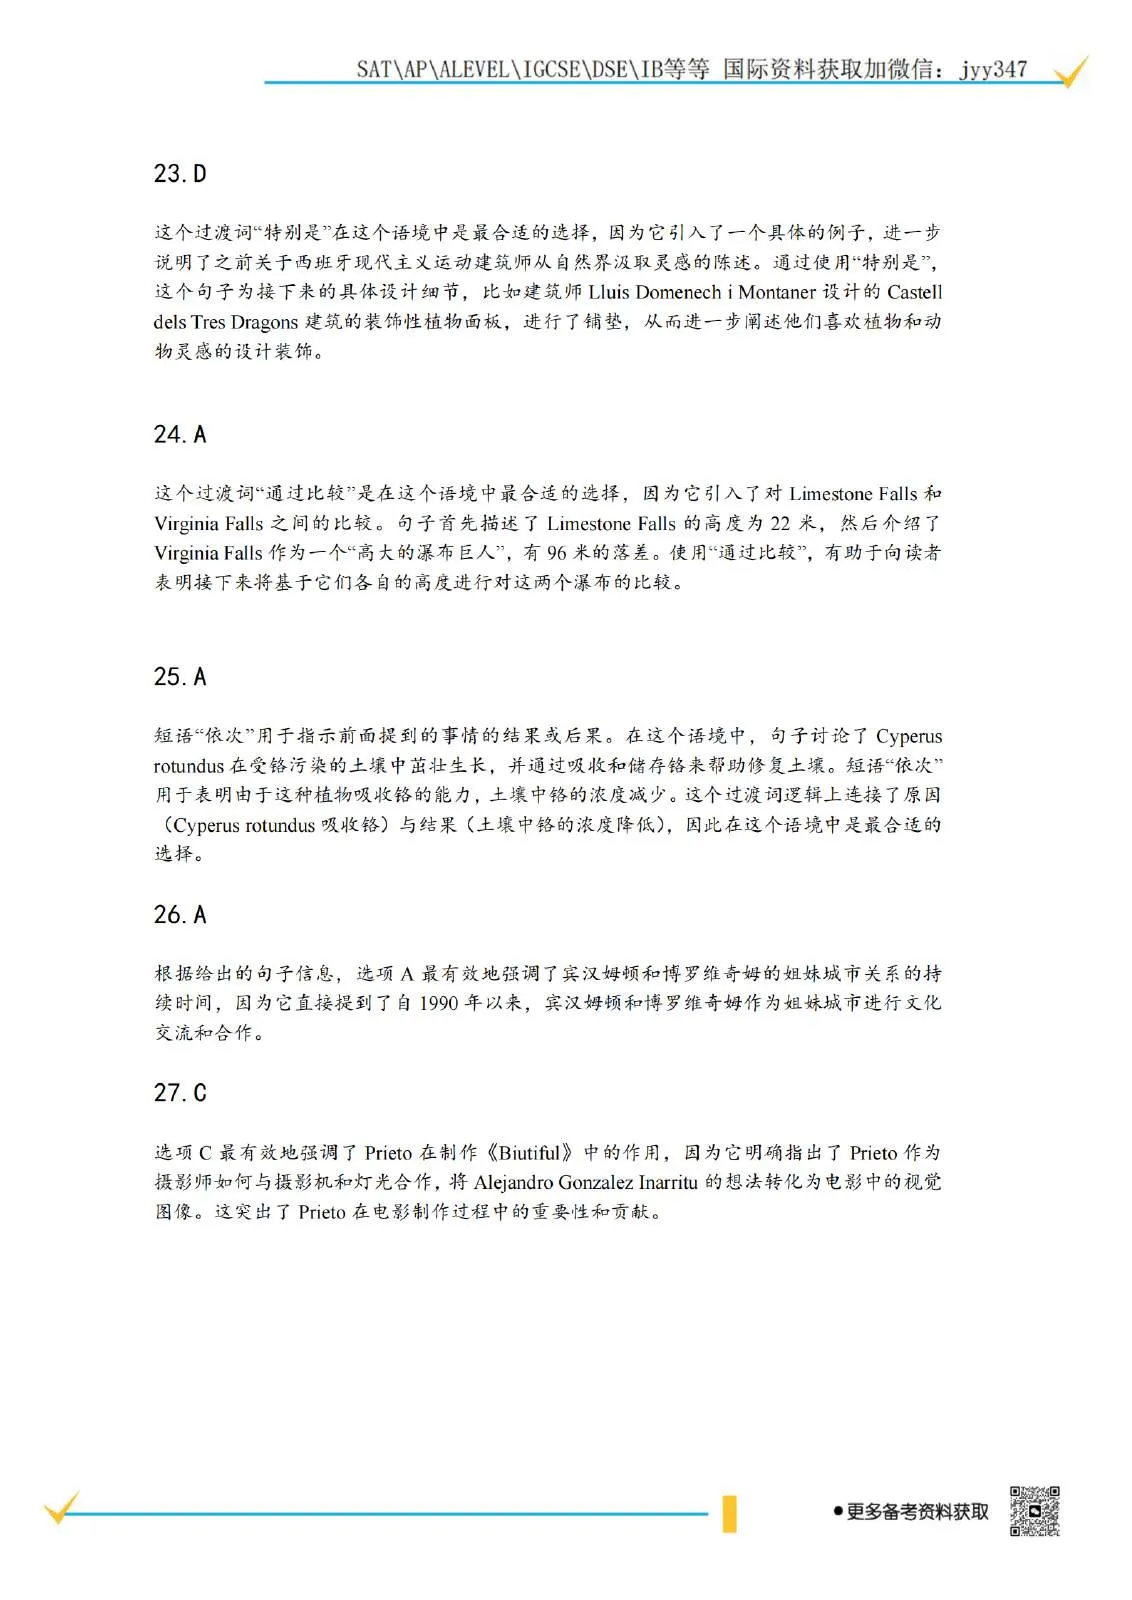 SAT\AP\ALEVEL\IGCSE\DSE\IB等等 国际资料获取加微信：jyy347
23. D
这个过渡词“特别是”在这个语境中是最合适的选择，因为它引入了一个具体的例子，进一步
说明了之前关于西班牙现代主义运动建筑师从自然界汲取灵感的陈述。通过使用“特别是”，
这个句子为接下来的具体设计细节，比如建筑师 Lluis Domenech i Montaner 设计的 Castell
dels Tres Dragons 建筑的装饰性植物面板，进行了铺垫，从而进一步阐述他们喜欢植物和动
物灵感的设计装饰。
24. A
这个过渡词“通过比较”是在这个语境中最合适的选择，因为它引入了对 Limestone Falls 和
Virginia Falls 之间的比较。句子首先描述了 Limestone Falls 的高度为 22 米，然后介绍了
Virginia Falls 作为一个“高大的瀑布巨人”，有 96 米的落差。使用“通过比较”，有助于向读者
表明接下来将基于它们各自的高度进行对这两个瀑布的比较。
25. A
短语“依次”用于指示前面提到的事情的结果或后果。在这个语境中，句子讨论了 Cyperus
rotundus 在受铬污染的土壤中茁壮生长，并通过吸收和储存铬来帮助修复土壤。短语“依次”
用于表明由于这种植物吸收铬的能力，土壤中铬的浓度减少。这个过渡词逻辑上连接了原因
（Cyperus rotundus 吸收铬）与结果（土壤中铬的浓度降低），因此在这个语境中是最合适的
选择。
26. A
根据给出的句子信息，选项 A 最有效地强调了宾汉姆顿和博罗维奇姆的姐妹城市关系的持
续时间，因为它直接提到了自 1990 年以来，宾汉姆顿和博罗维奇姆作为姐妹城市进行文化
交流和合作。
27. C
选项 C 最有效地强调了 Prieto 在制作《Biutiful》中的作用，因为它明确指出了 Prieto 作为
摄影师如何与摄影机和灯光合作，将 Alejandro Gonzalez Inarritu 的想法转化为电影中的视觉
图像。这突出了 Prieto 在电影制作过程中的重要性和贡献。
●更多备考资料获取